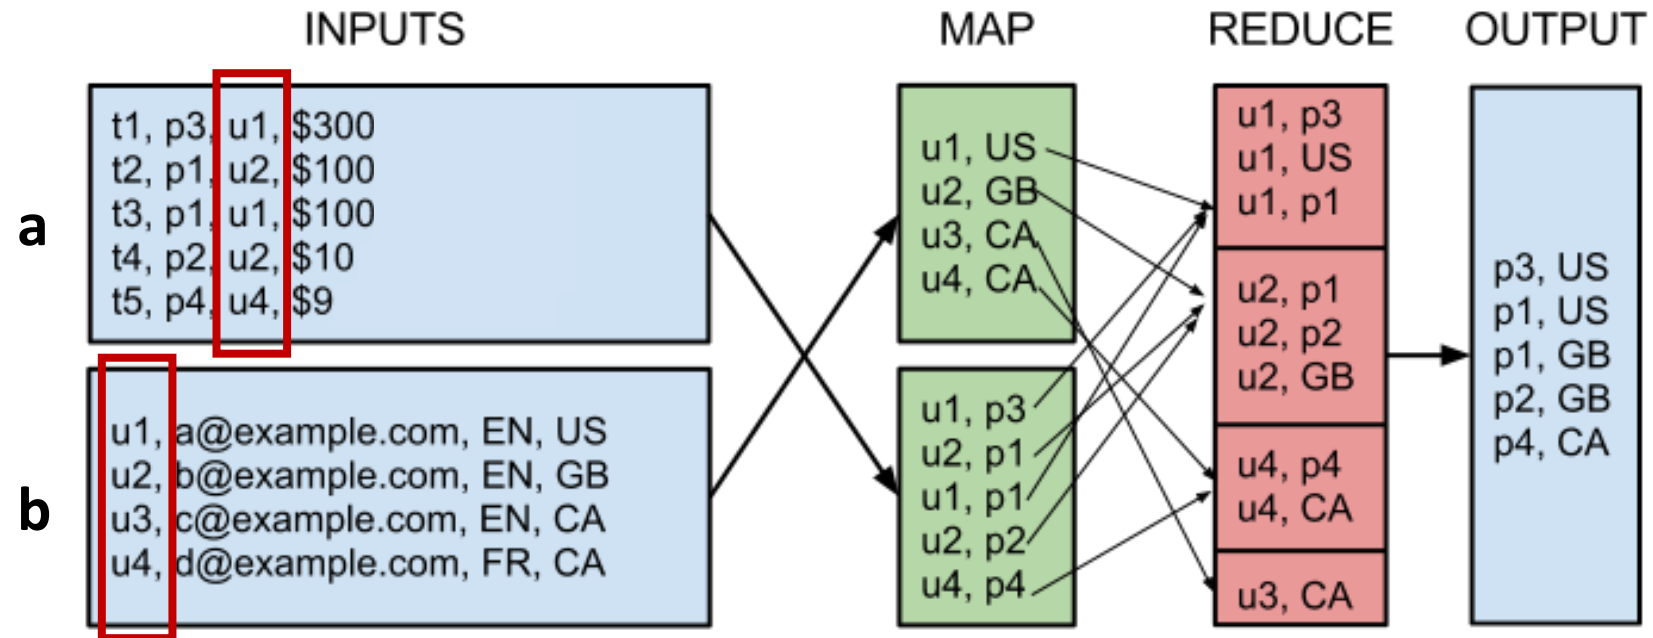 INPUTS
MAP
REDUCE
OUTPUT
a
t1, p3, u1, $300
t2, p1, u2, $100
t3, p1, u1, $100
t4, p2, u2, $10
t5, p4, u4, $9
b
u1, a@example.com, EN, US
u2, b@example.com, EN, GB
u3, c@example.com, EN, CA
u4, d@example.com, FR, CA
u1, US
u2, GB
u3, CA
u4, CA
u1, p3
u2, p1
u1, p1
u2, p2
u4, p4
u1, p3
u1, US
u1, p1
u2, p1
u2, p2
u2, GB
u4, p4
u4, CA
u3, CA
p3, US
p1, US
p1, GB
p2, GB
p4, CA